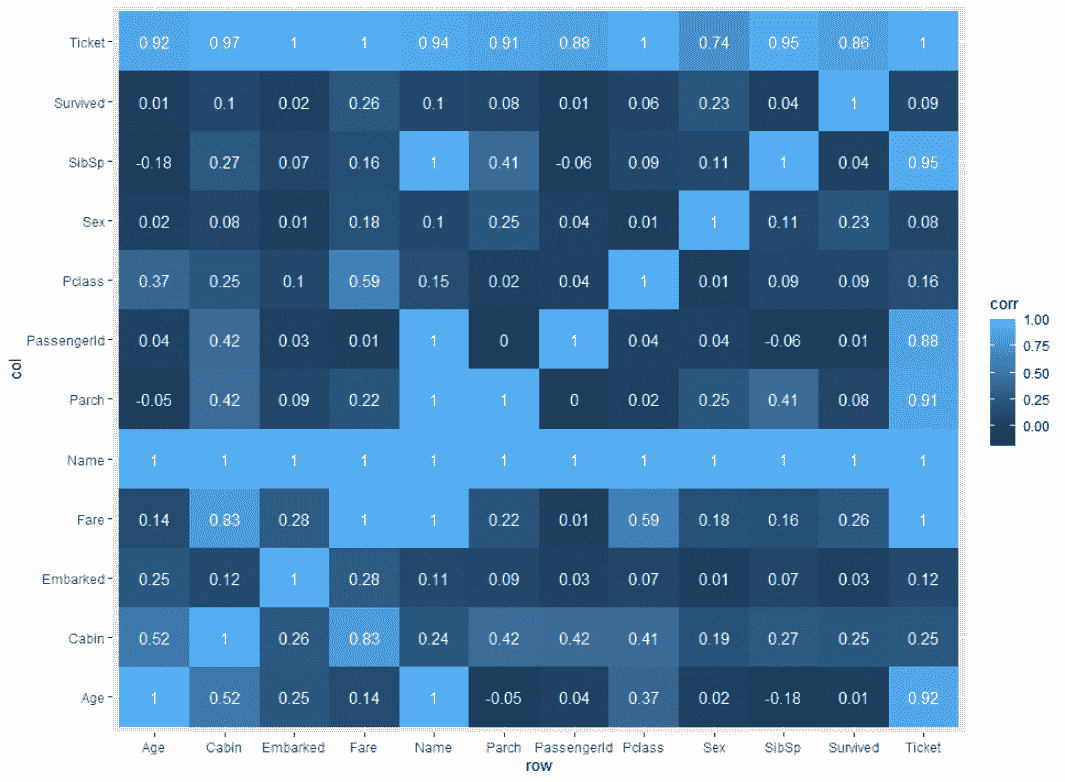 Ticket 0.92 0.97 1 1 0.94 0.91 0.88 1 0.74 0.95 0.86 1
Survived 0.01 0.1 0.02 0.26 0.1 0.08 0.01 0.06 0.23 0.04 1 0.09
SibSp -0.18 0.27 0.07 0.16 1 0.41 -0.06 0.09 0.11 1 0.04 0.95
Sex 0.02 0.08 0.01 0.18 0.1 0.25 0.04 0.01 1 0.11 0.23 0.08
Pclass 0.37 0.25 0.1 0.59 0.15 0.02 0.04 1 0.01 0.09 0.09 0.16
PassengerId 0.04 0.42 0.03 0.01 1 0 1 0.04 0.04 -0.06 0.01 0.88
Parch -0.05 0.42 0.09 0.22 1 1 0 0.02 0.25 0.41 0.08 0.91
Name 1 1 1 1 1 1 1 1 1 1 1 1
Fare 0.14 0.83 0.28 1 1 0.22 0.01 0.59 0.18 0.16 0.26 1
Embarked 0.25 0.12 1 0.28 0.11 0.09 0.03 0.07 0.01 0.07 0.03 0.12
Cabin 0.52 1 0.26 0.83 0.24 0.42 0.42 0.41 0.19 0.27 0.25 0.25
Age 1 0.52 0.25 0.14 1 -0.05 0.04 0.37 0.02 -0.18 0.01 0.92
Age Cabin Embarked Fare Name Parch PassengerId Pclass Sex SibSp Survived Ticket
row
col
corr
1.00
0.75
0.50
0.25
0.00